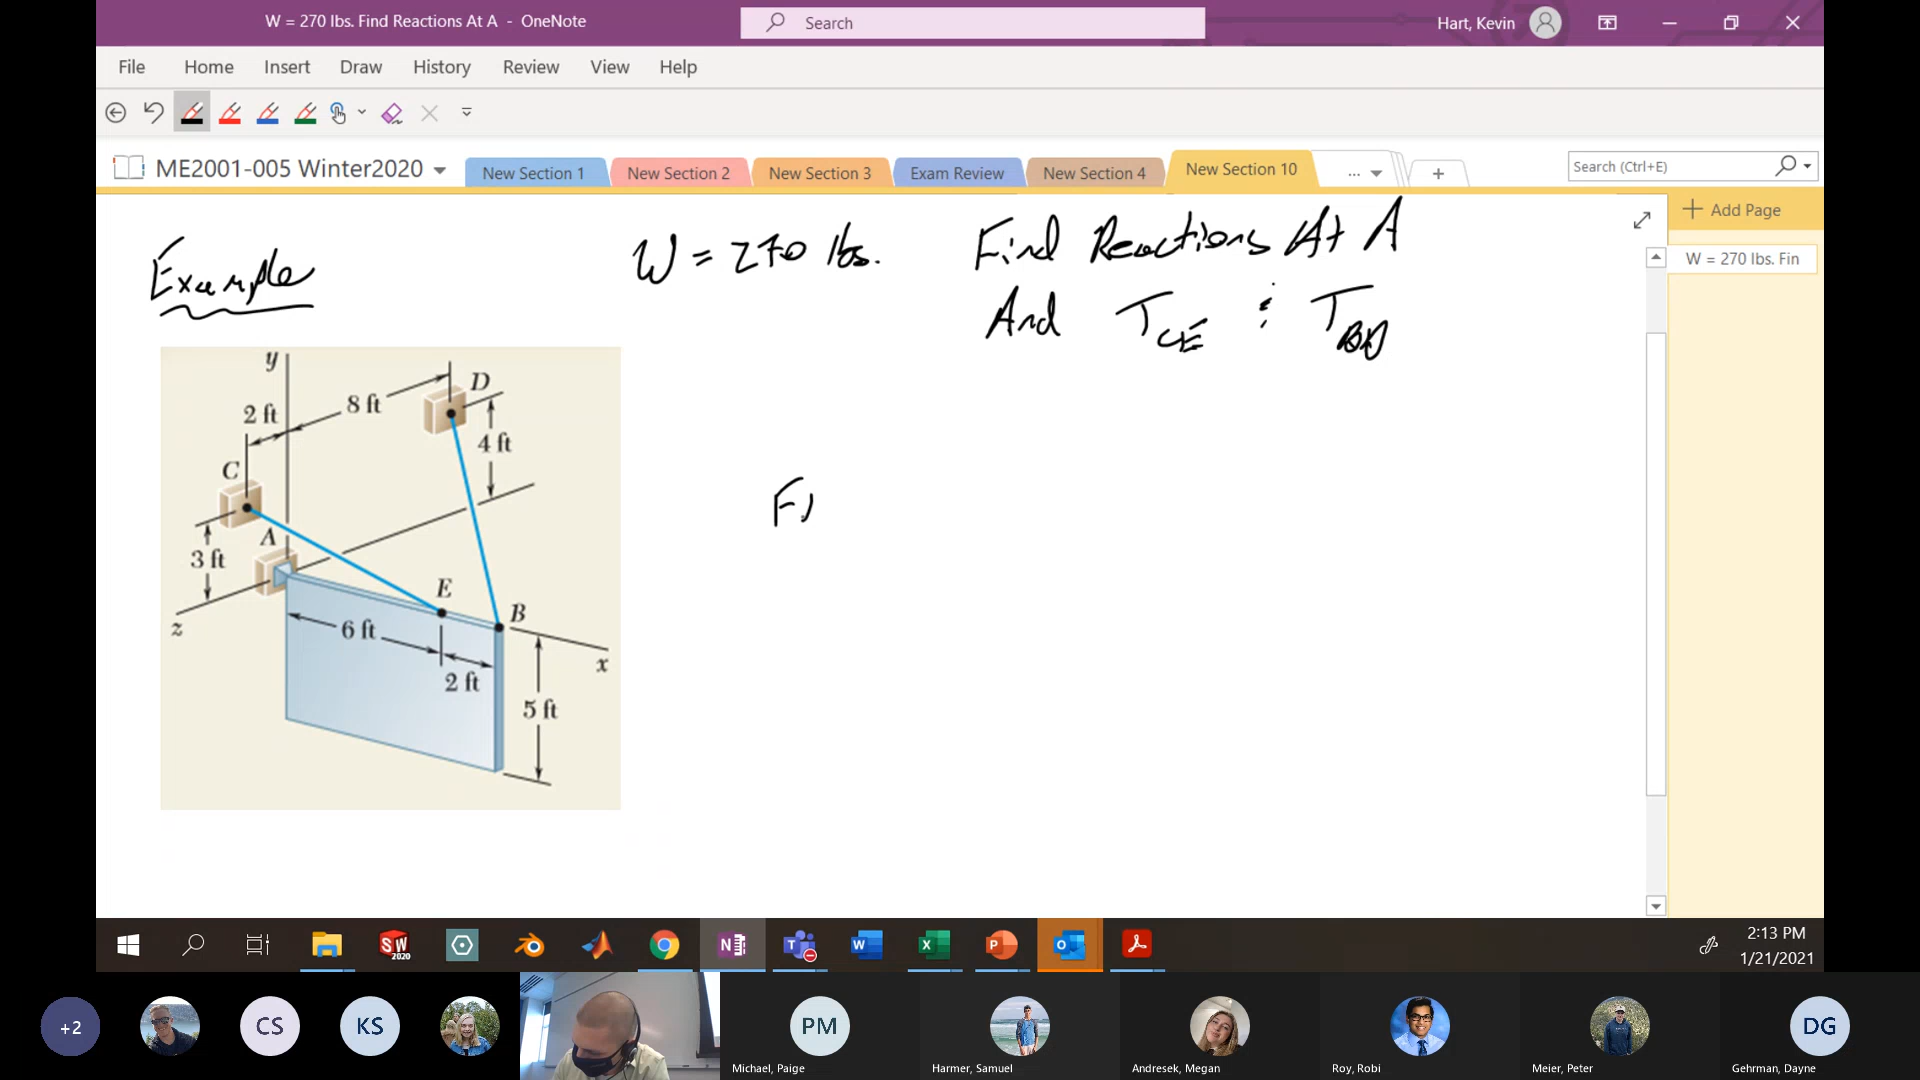 W = 270 lbs. Find Reactions At A - OneNote
Search
Hart, Kevin
File Home Insert Draw History Review View Help
ME2001-005 Winter2020
New Section 1 New Section 2 New Section 3 Exam Review New Section 4 New Section 10 ... +
Search (Ctrl+E)
+ Add Page
W = 270 lbs. Fin
Example
W = 270 lbs.
Find Reactions At A
And T_CE & T_BD
y
D
8 ft
2 ft
4 ft
C
A
3 ft
E
B
z
6 ft
x
2 ft
5 ft
SW
2020
N
T
W
X
P
O
2:13 PM
1/21/2021
+2
CS
KS
PM
DG
Michael, Paige
Harmer, Samuel
Andresek, Megan
Roy, Robi
Meier, Peter
Gehrman, Dayne